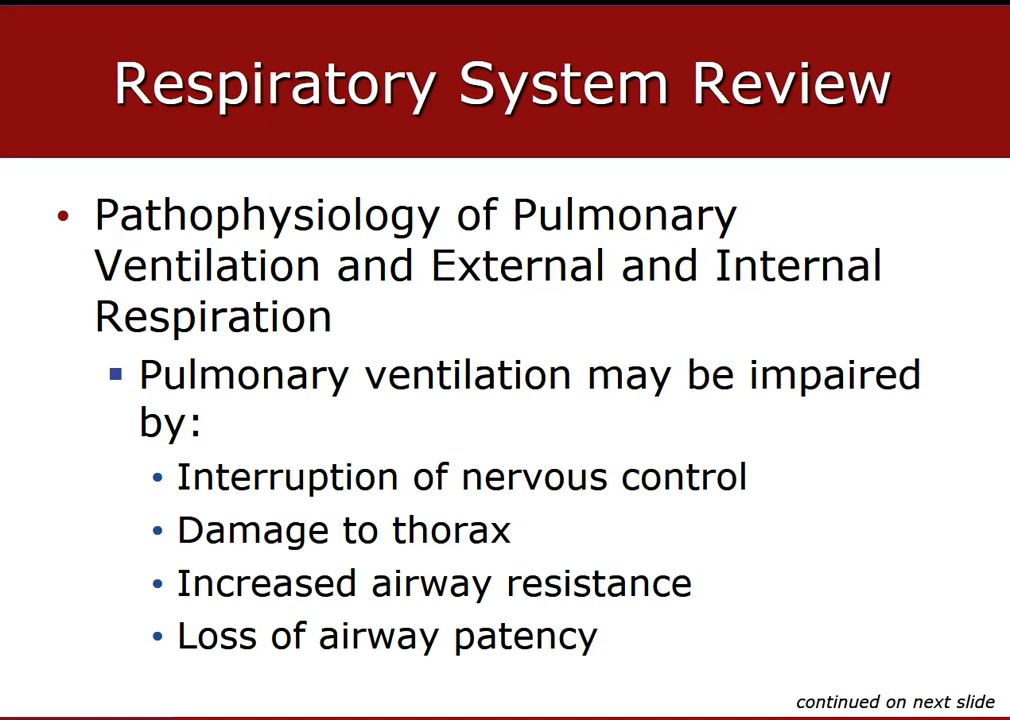 Respiratory System Review
• Pathophysiology of Pulmonary
Ventilation and External and Internal
Respiration
▪ Pulmonary ventilation may be impaired
by:
• Interruption of nervous control
• Damage to thorax
• Increased airway resistance
• Loss of airway patency
continued on next slide